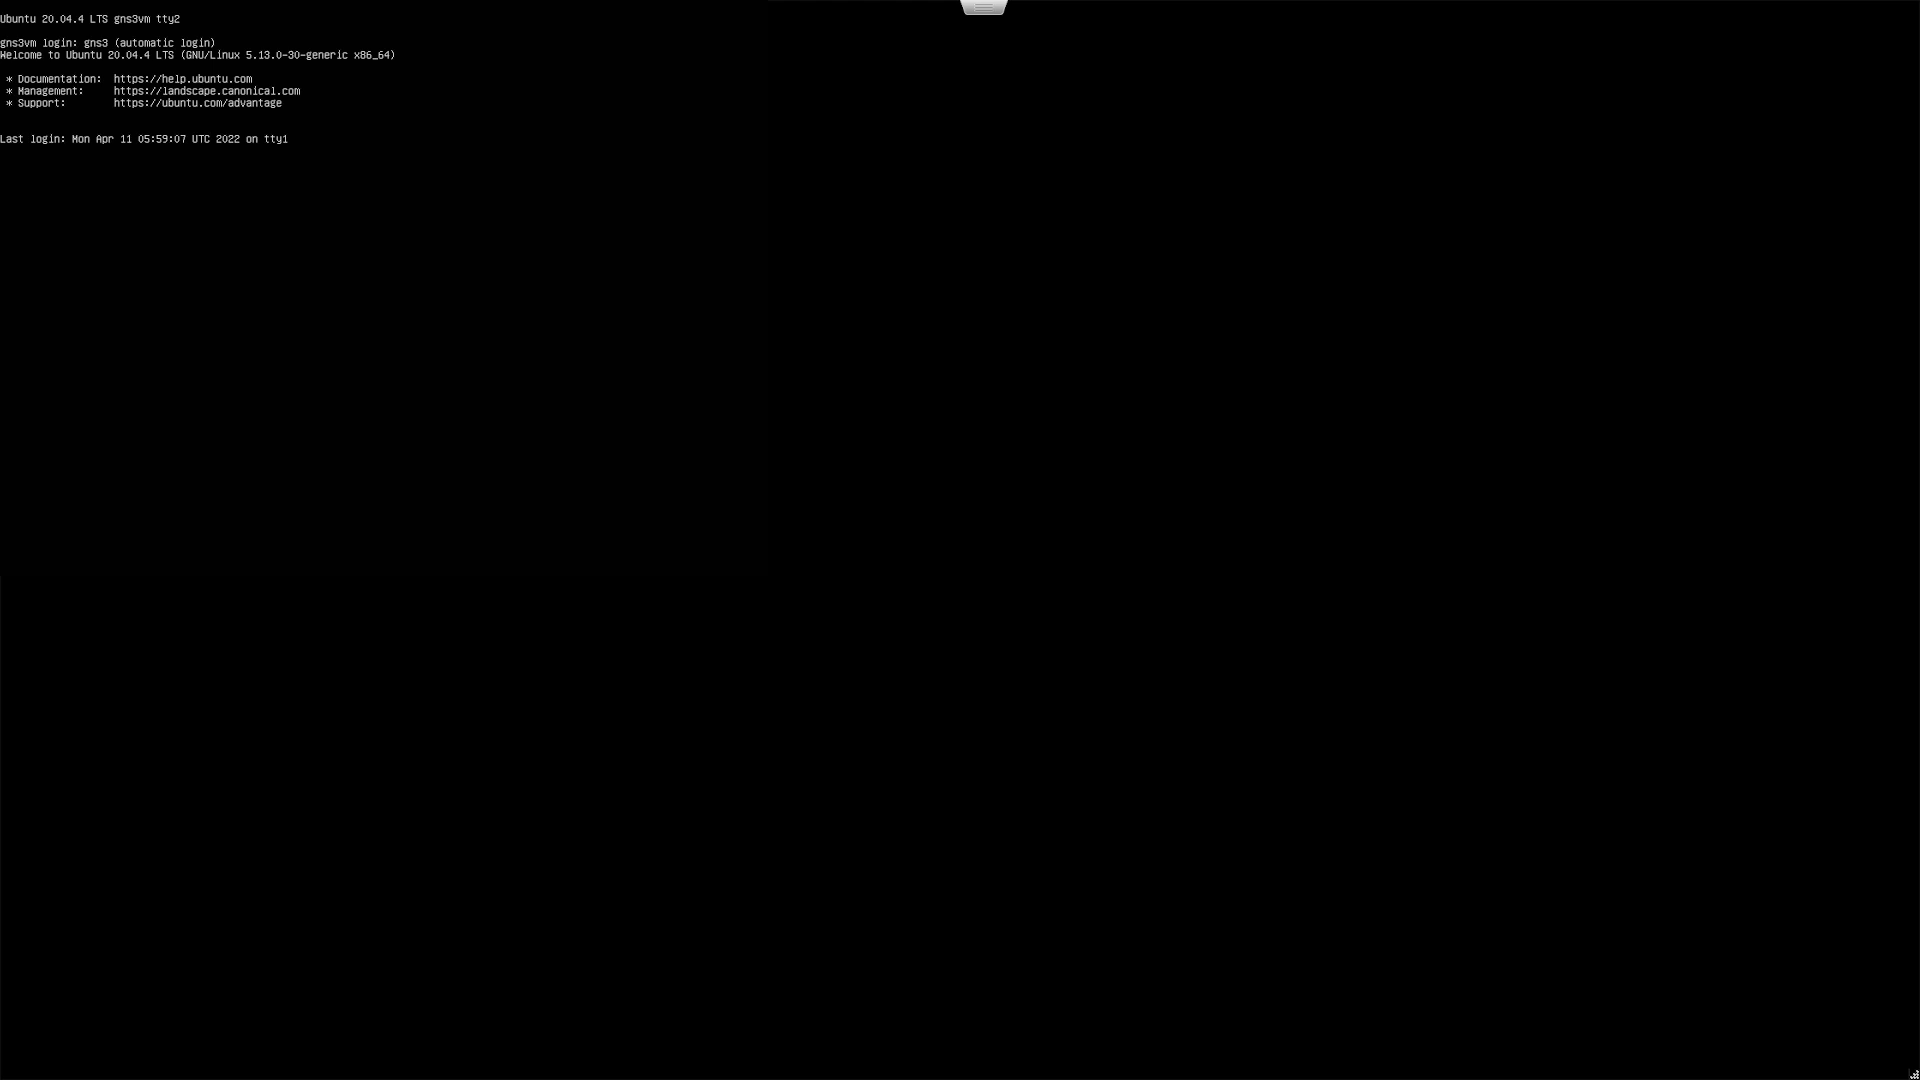 Ubuntu 20.04.4 LTS gns3vm tty2
gns3vm login: gns3 (automatic login)
Welcome to Ubuntu 20.04.4 LTS (GNU/Linux 5.13.0-30-generic x86_64)
* Documentation:  https://help.ubuntu.com
* Management:     https://landscape.canonical.com
* Support:        https://ubuntu.com/advantage
Last login: Mon Apr 11 05:59:07 UTC 2022 on tty1